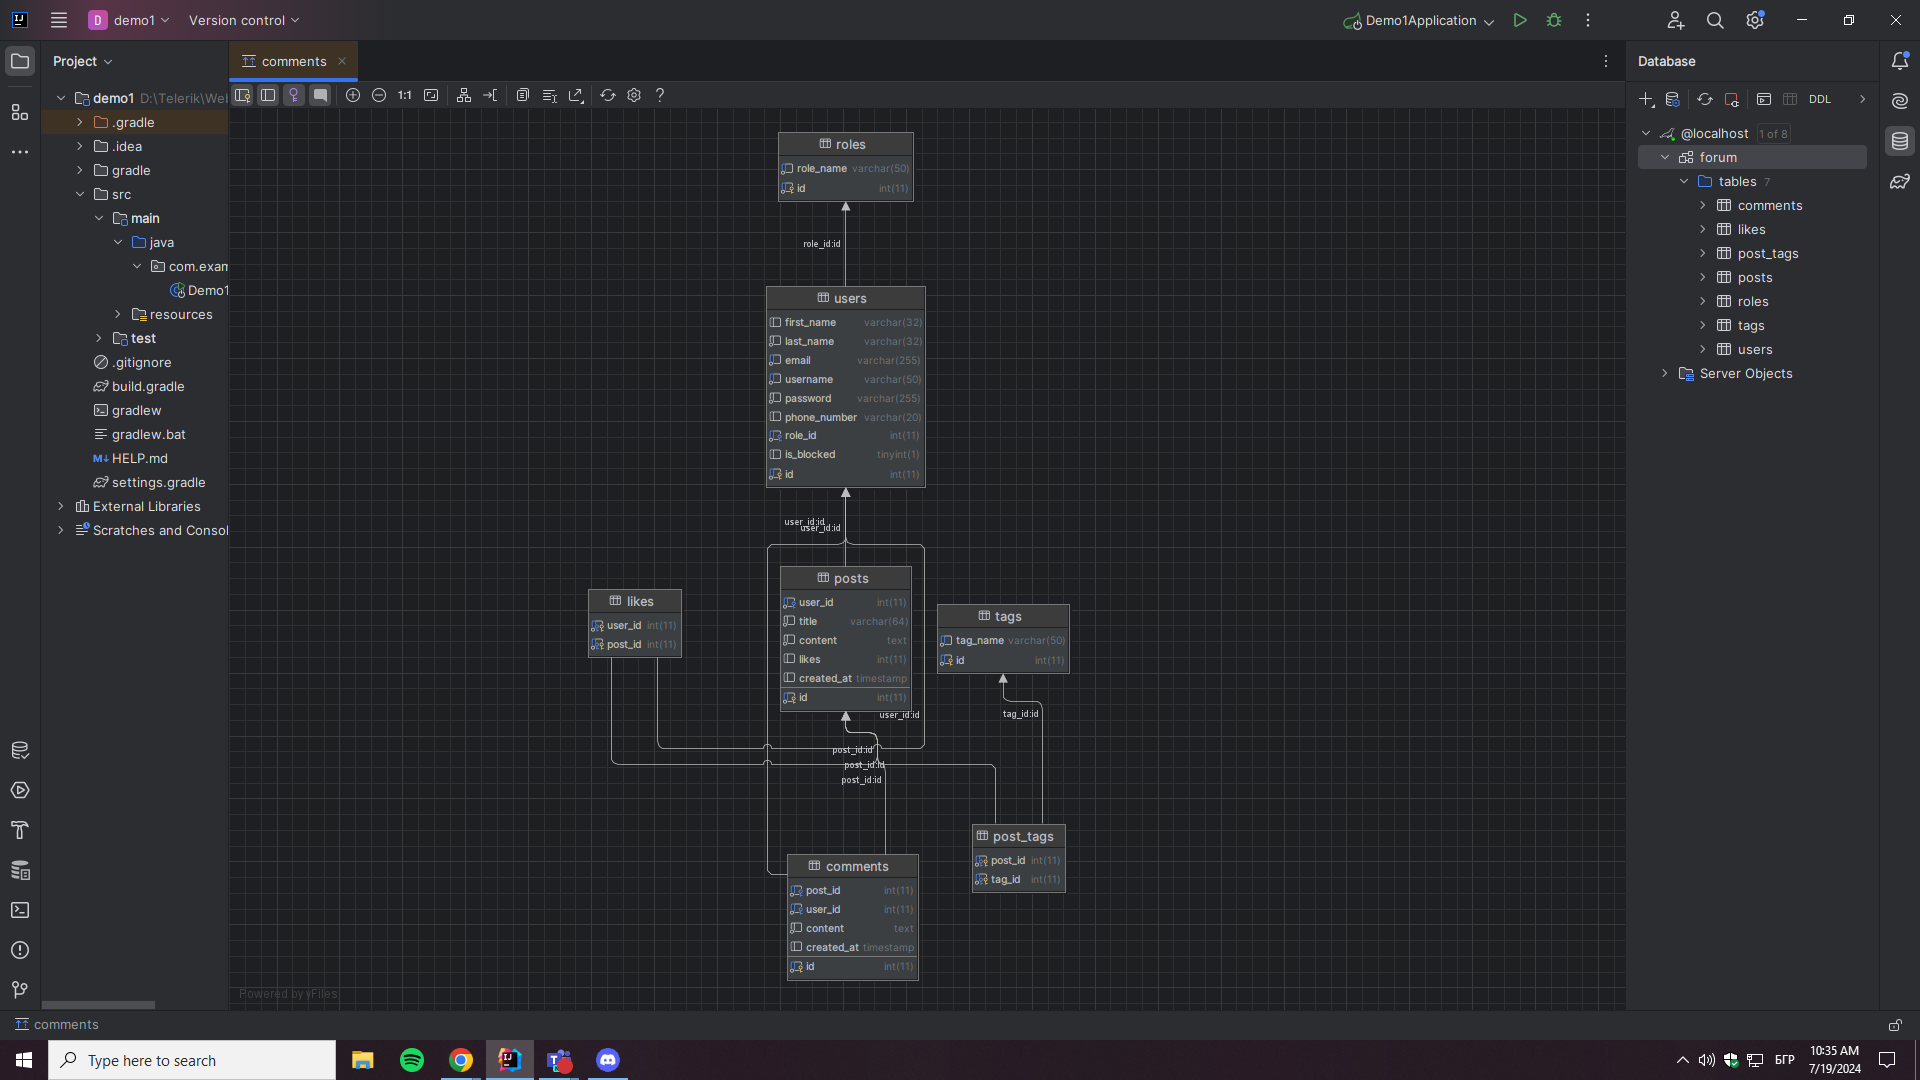 demo1
Version control
Demo1Application
Project
comments
1:1
Database
DDL
demo1 D:\Telerik\Web
.gradle
.idea
gradle
src
main
java
com.exam
Demo1
resources
test
.gitignore
build.gradle
gradlew
gradlew.bat
M↓ HELP.md
settings.gradle
External Libraries
Scratches and Consol
roles
role_name varchar(50)
id int(11)
role_id:id
users
first_name varchar(32)
last_name varchar(32)
email varchar(255)
username varchar(50)
password varchar(255)
phone_number varchar(20)
role_id int(11)
is_blocked tinyint(1)
id int(11)
user_id:id
user_id:id
likes
user_id int(11)
post_id int(11)
posts
user_id int(11)
title varchar(64)
content text
likes int(11)
created_at timestamp
id int(11)
tags
tag_name varchar(50)
id int(11)
user_id:id
tag_id:id
post_id:id
post_id:id
post_id:id
comments
post_id int(11)
user_id int(11)
content text
created_at timestamp
id int(11)
post_tags
post_id int(11)
tag_id int(11)
Powered by yFiles
@localhost 1 of 8
forum
tables 7
comments
likes
post_tags
posts
roles
tags
users
Server Objects
comments
Type here to search
БГР
10:35 AM
7/19/2024